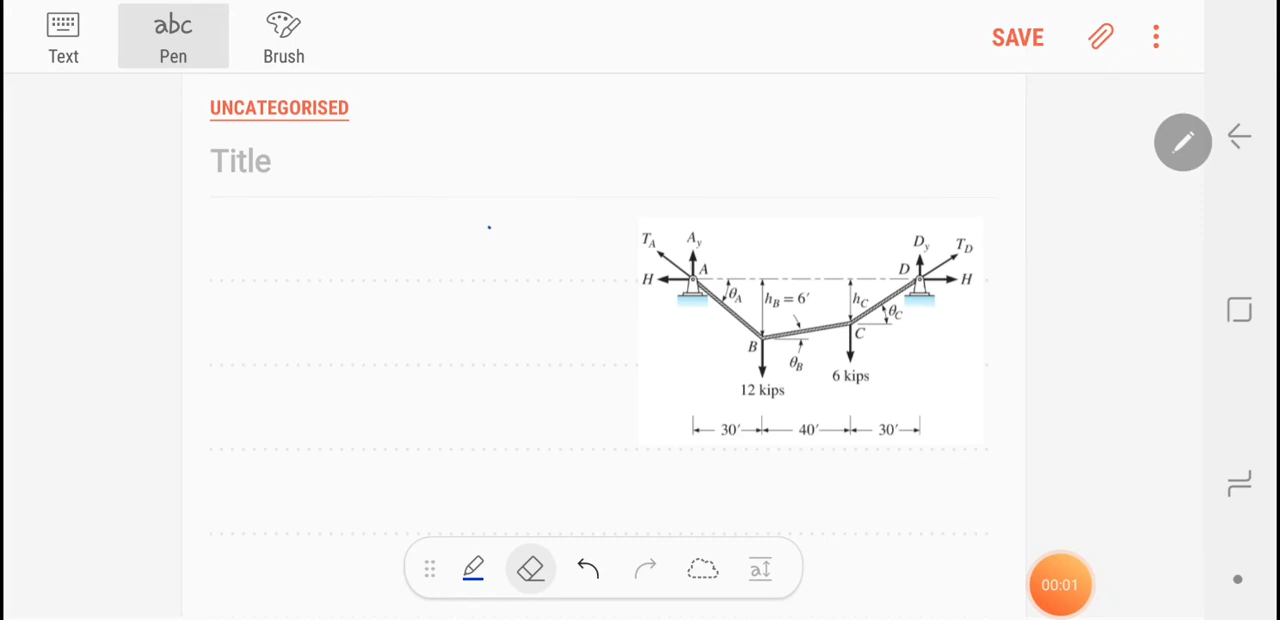 abc
SAVE
Text Pen Brush
UNCATEGORISED
Title
T_A A_y D_y T_D
H A D H
θ_A h_B = 6′ h_C θ_C
B C
θ_B
12 kips 6 kips
30′ 40′ 30′
a
00:01